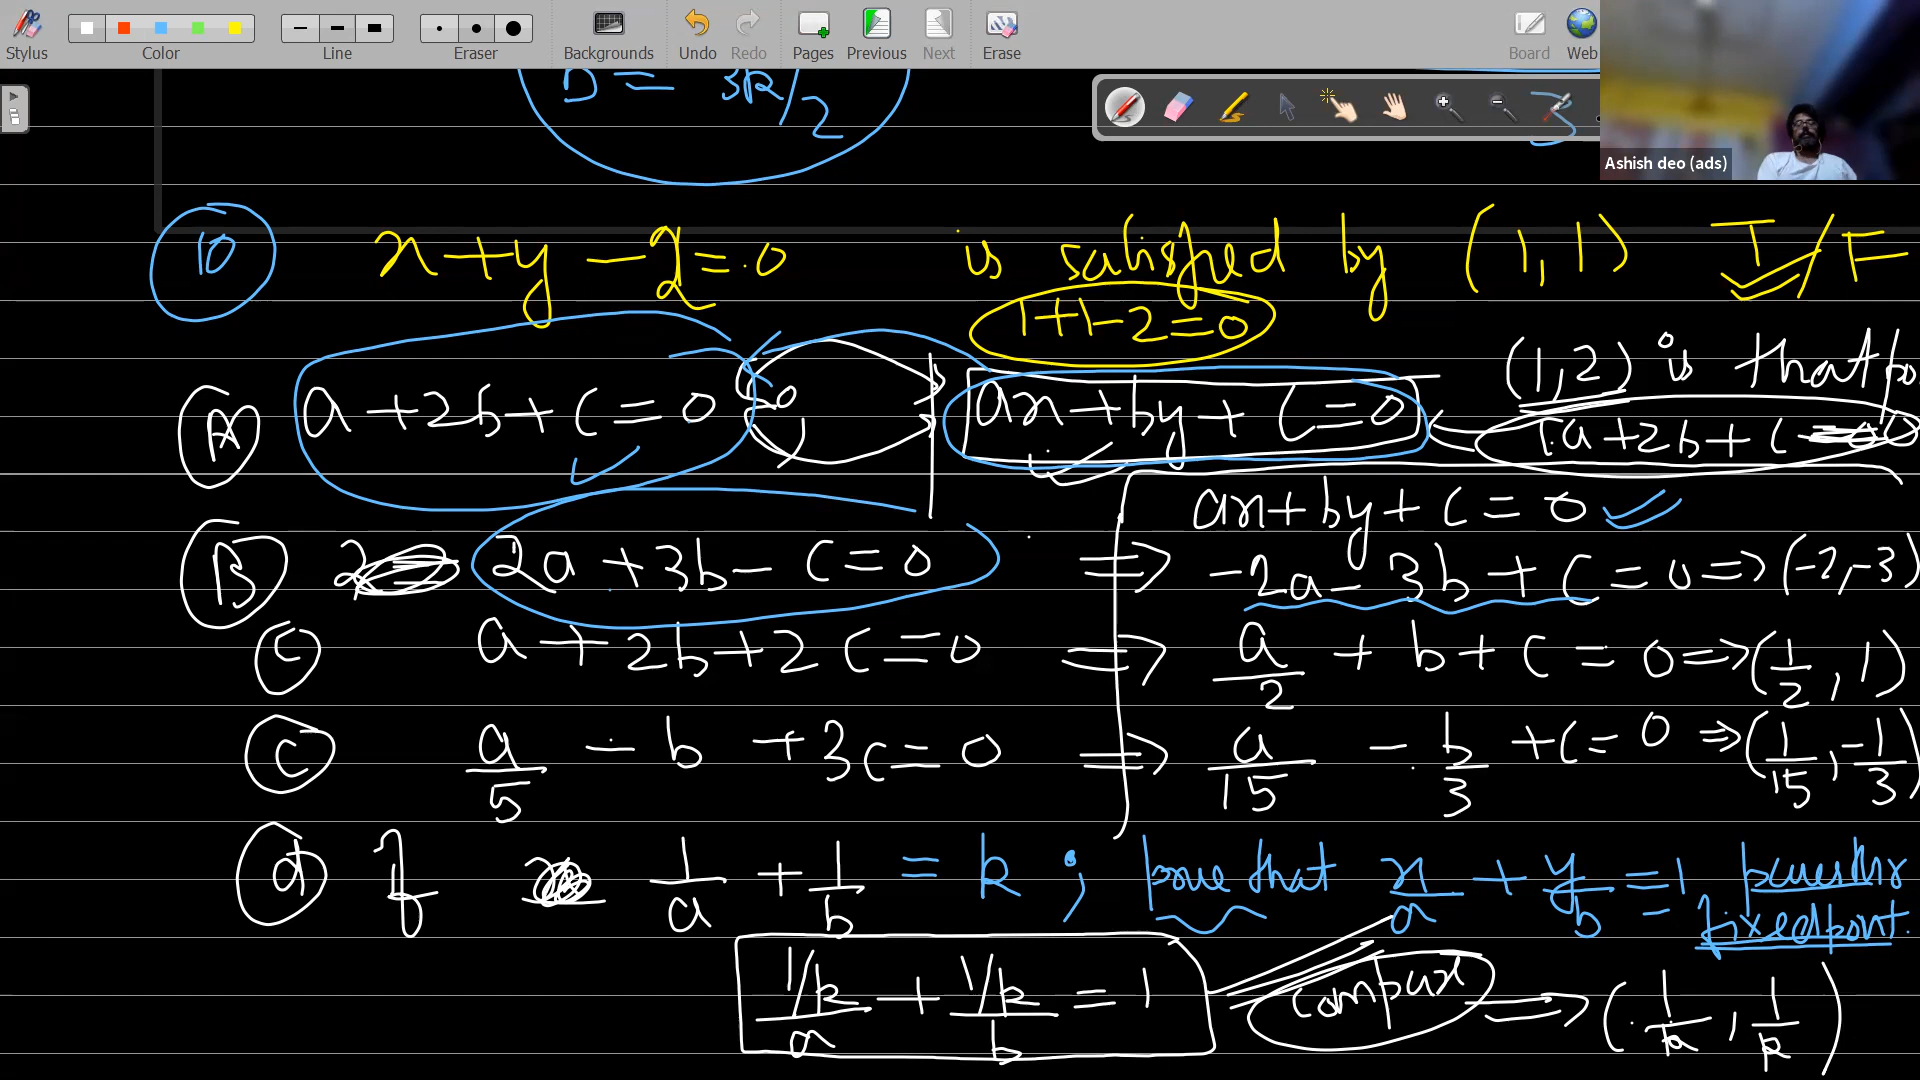 Stylus Color Line Eraser Backgrounds Undo Redo Pages Previous Next Erase Board Web
Ashish deo (ads)
D = 3k/2
10 x+y-2=0 is satisfied by (1,1) T/F
1+1-2=0
(1,2) is that po
A a+2b+c=0 ax+by+c=0 1.a+2b+c=0
ax+by+c=0
B 2a+3b-c=0 ⇒ -2a-3b+c=0 ⇒ (-2,-3)
c a+2b+2c=0 ⇒ a/2+b+c=0 ⇒ (1/2, 1)
c a/5-b+3c=0 ⇒ a/15-b/3+c=0 ⇒ (1/15, -1/3)
d If 1/a+1/b=k; prove that x/a+y/b=1
fixed point.
(1/k)/a+(1/k)/b=1 compare → (1/k, 1/k)